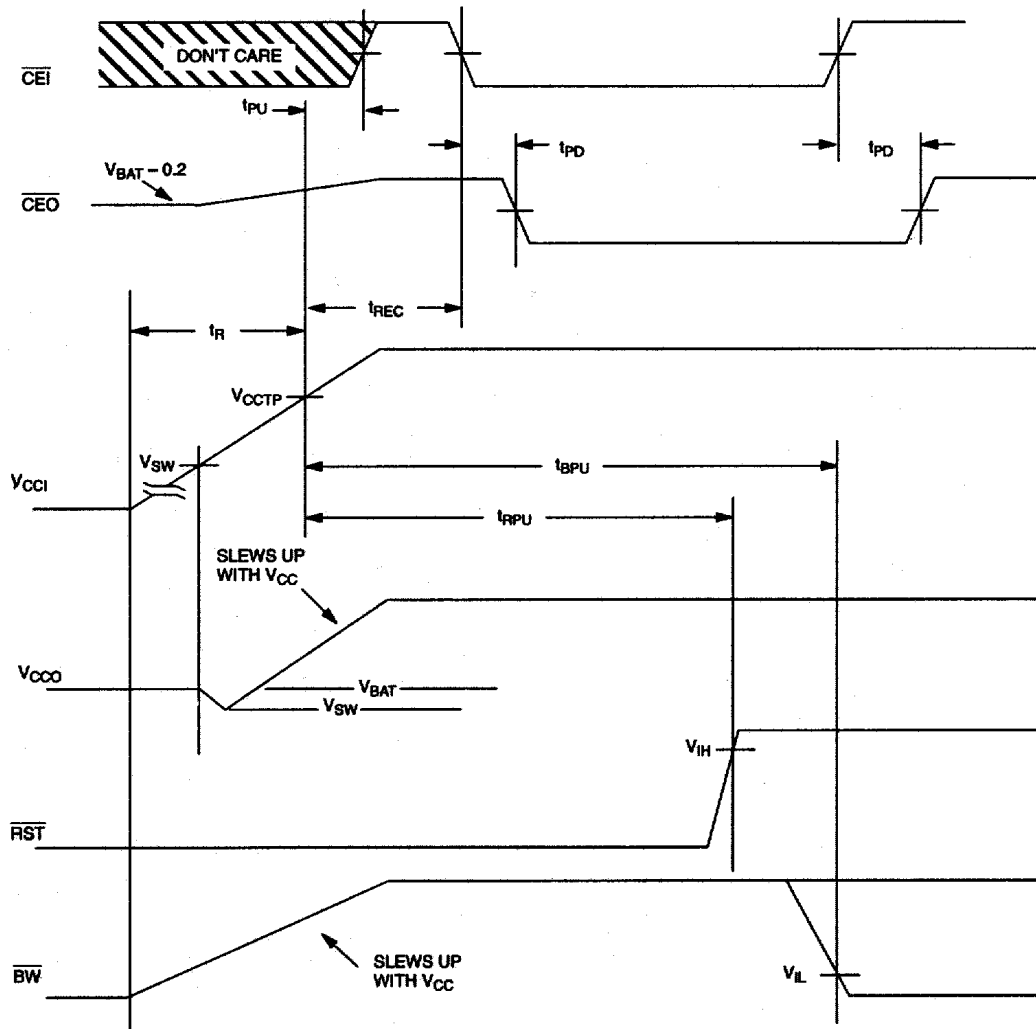 DON'T CARE
CEI
tPU
tPD
tPD
VBAT – 0.2
CEO
tREC
tR
VCCTP
VSW
tBPU
VCCI
tRPU
SLEWS UP
WITH VCC
VCCO
VBAT
VSW
VIH
RST
SLEWS UP
WITH VCC
BW
VIL